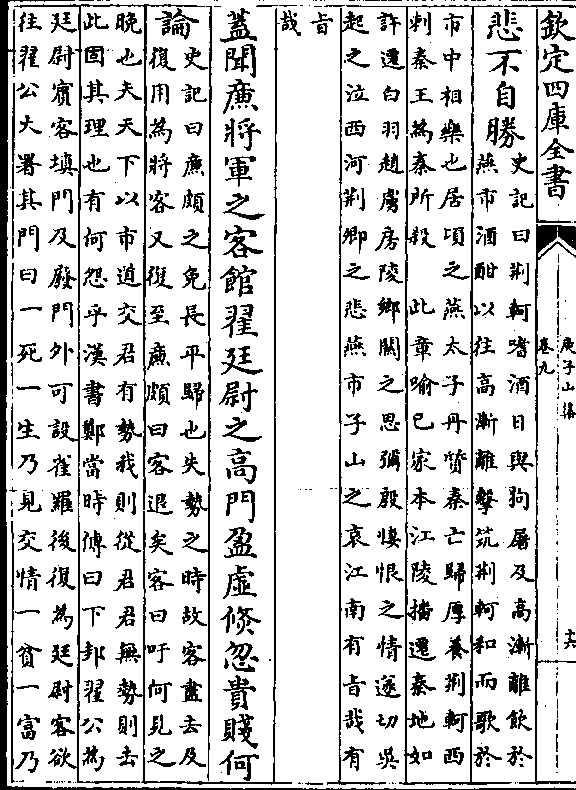 欽定四庫全書
庾子山集
卷九
十六
悲不自勝
史記曰荆軻嗜酒日與狗屠及高漸離飲於
燕市酒酣以往高漸離擊筑荆軻和而歌於
市中相樂也居頃之燕太子丹質秦亡歸厚養荆軻西
刺秦王為秦所殺 此章喻已家本江陵播遷秦地如
許遷白羽趙虜房陵鄉關之思彌殷悽恨之情遂切吳
起之泣西河荆卿之悲燕市子山之哀江南有旨哉有
旨
哉
蓋聞廉將軍之客館翟廷尉之高門盈虛倏忽貴賤何
論
史記曰廉頗之免長平歸也失勢之時故客盡去及
復用為將客又復至廉頗曰客退矣客曰吁何見之
晚也夫天下以市道交君有勢我則從君君無勢則去
此固其理也有何怨乎漢書鄭當時傳曰下邽翟公為
廷尉賓客填門及廢門外可設雀羅後復為廷尉客欲
往翟公大署其門曰一死一生乃見交情一貧一富乃